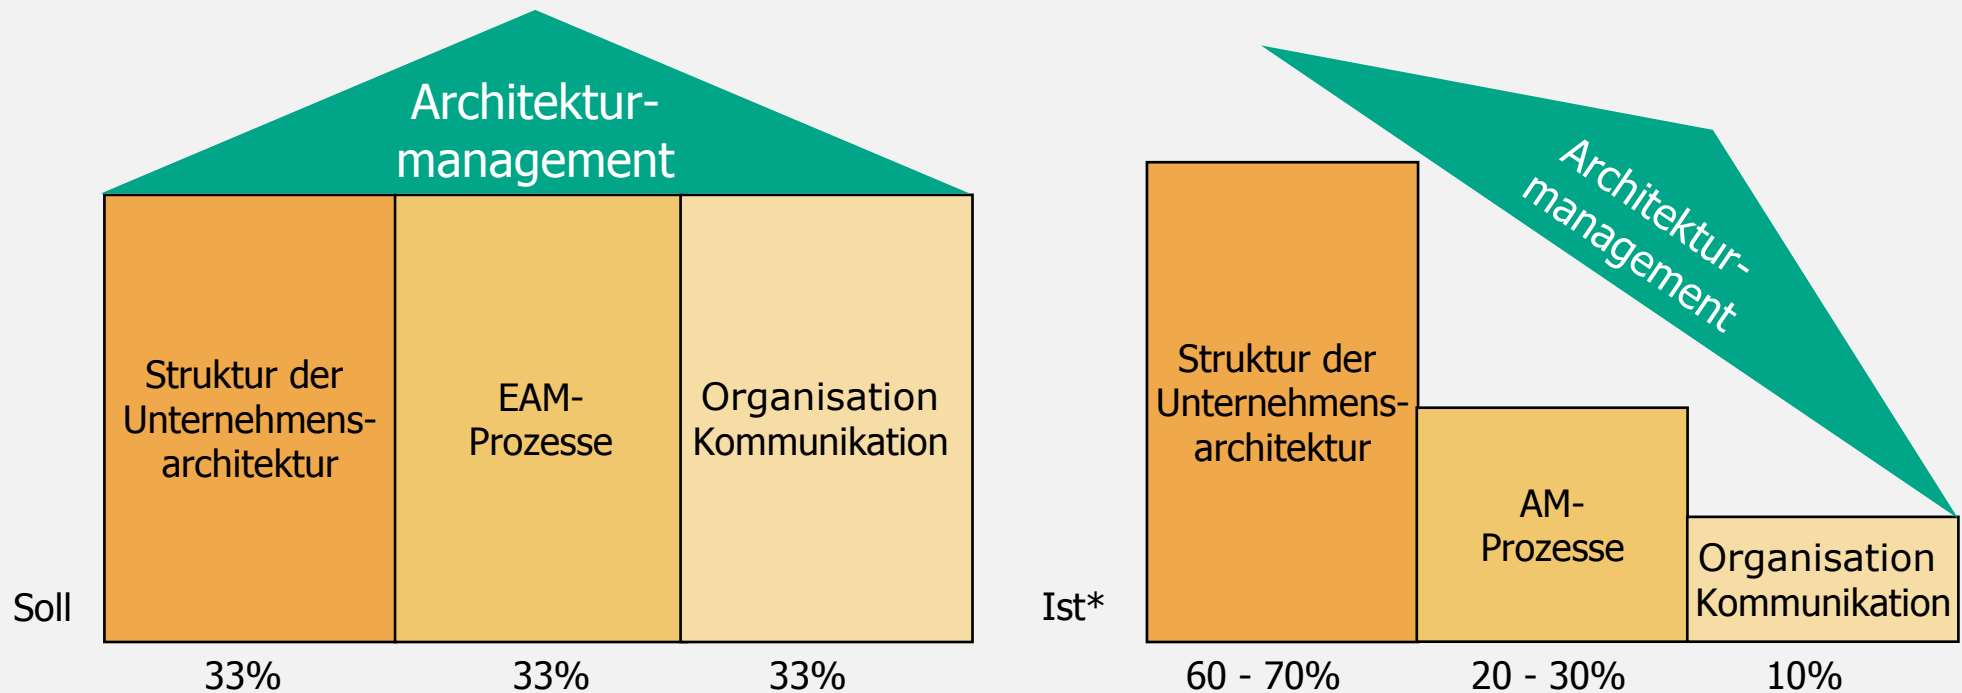 Architektur-
management
Struktur der
Unternehmens-
architektur
EAM-
Prozesse
Organisation
Kommunikation
Soll
33%
33%
33%
Architektur-
management
Struktur der
Unternehmens-
architektur
AM-
Prozesse
Organisation
Kommunikation
Ist*
60 - 70%
20 - 30%
10%